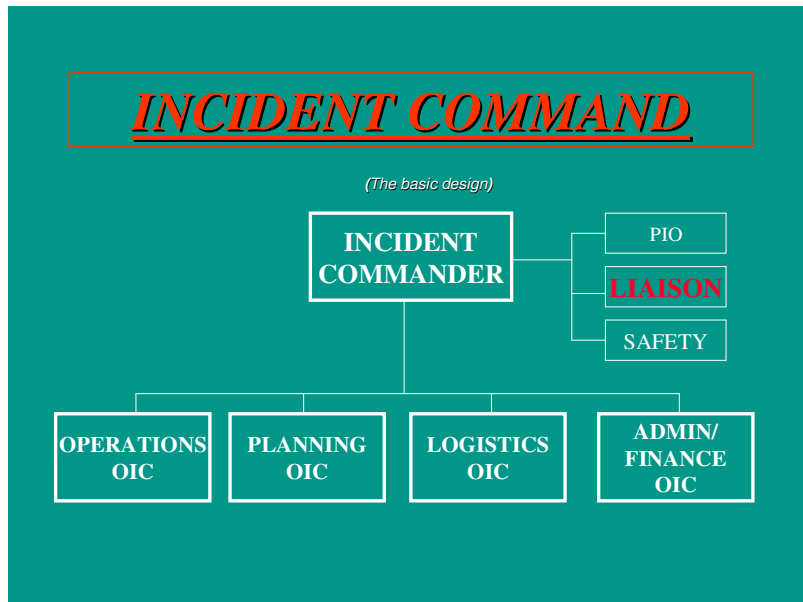 INCIDENT COMMAND
(The basic design)
INCIDENT
COMMANDER
PIO
LIAISON
SAFETY
OPERATIONS
OIC
PLANNING
OIC
LOGISTICS
OIC
ADMIN/
FINANCE
OIC